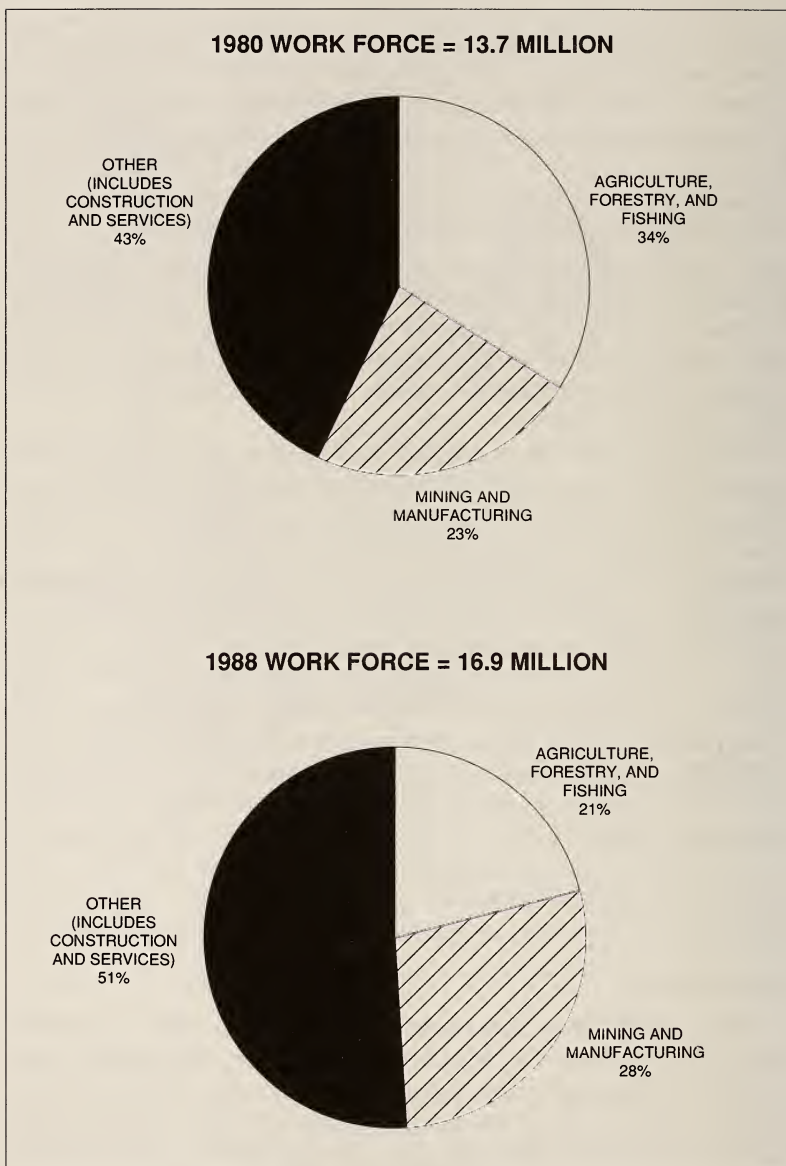 1980 WORK FORCE = 13.7 MILLION
OTHER
(INCLUDES
CONSTRUCTION
AND SERVICES)
43%
AGRICULTURE,
FORESTRY, AND
FISHING
34%
MINING AND
MANUFACTURING
23%
1988 WORK FORCE = 16.9 MILLION
AGRICULTURE,
FORESTRY, AND
FISHING
21%
OTHER
(INCLUDES
CONSTRUCTION
AND SERVICES)
51%
MINING AND
MANUFACTURING
28%